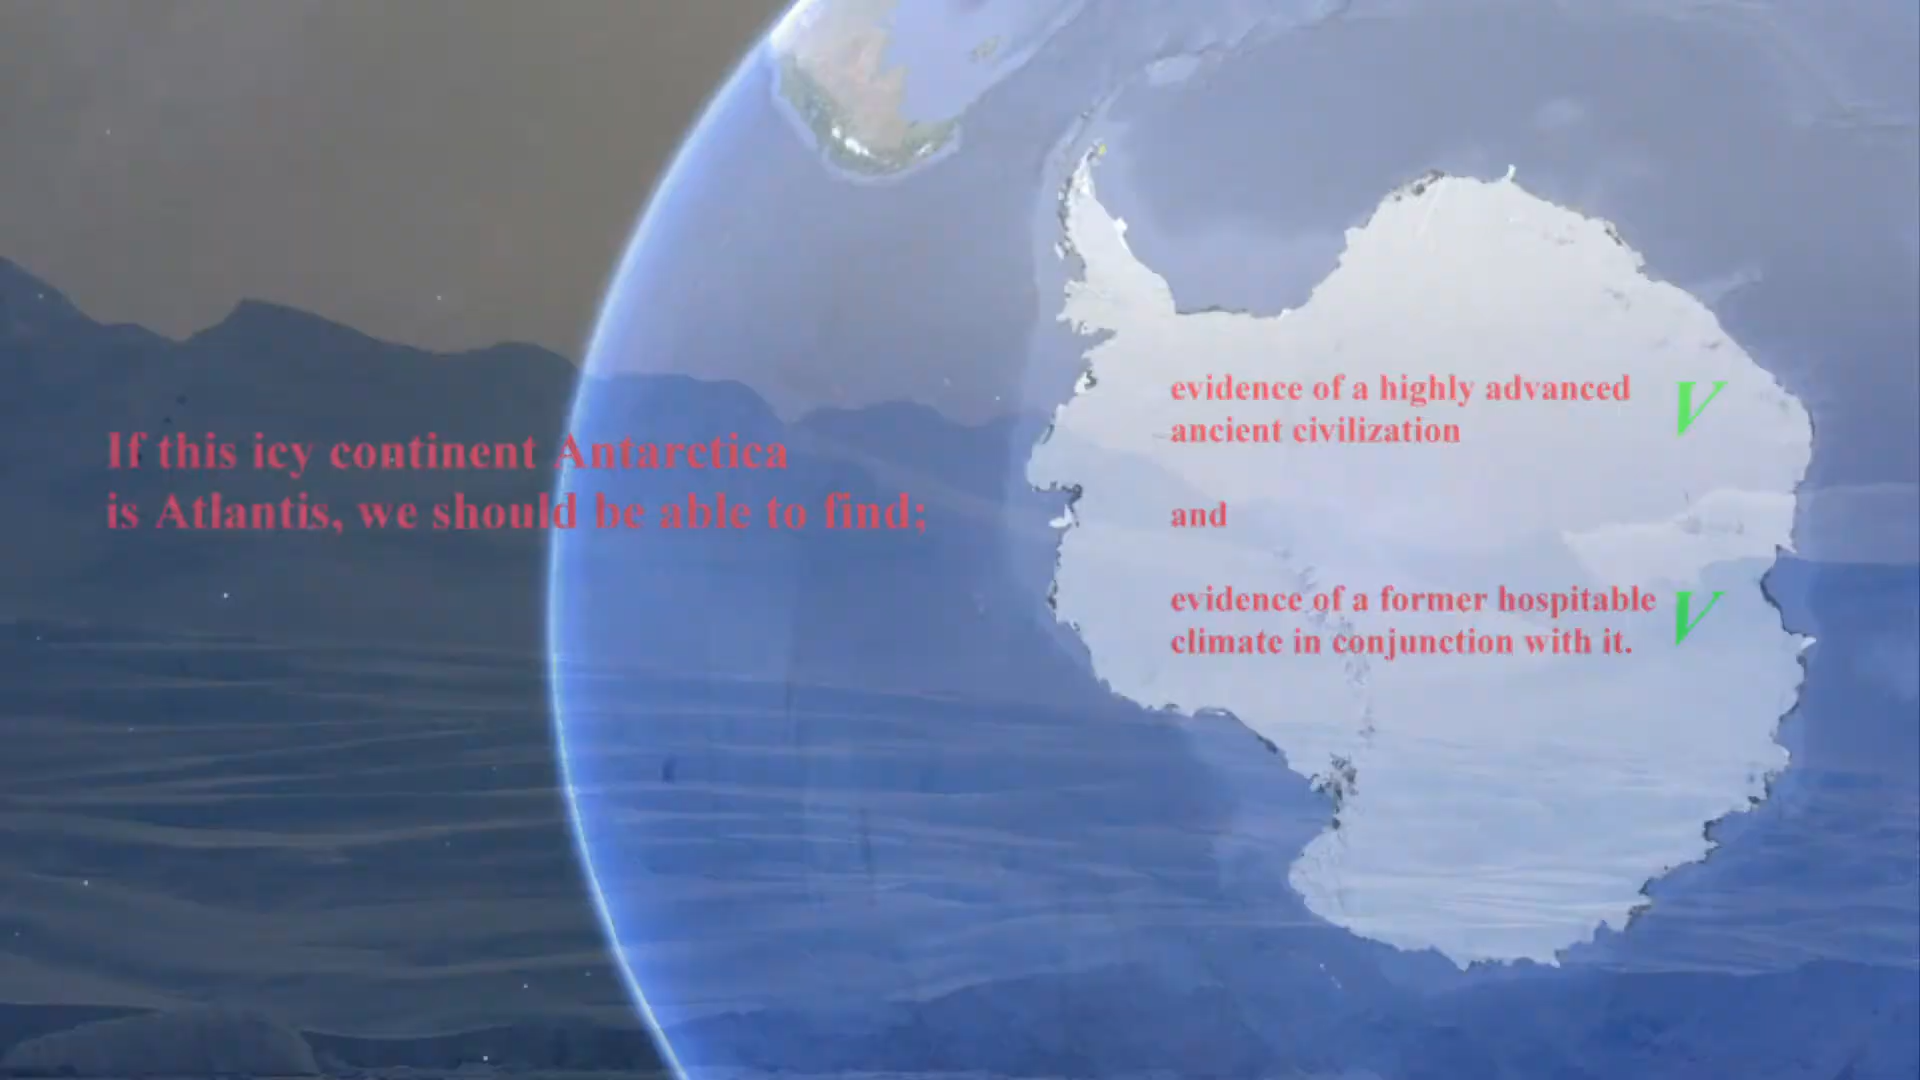 If this icy continent Antarctica
is Atlantis, we should be able to find;
evidence of a highly advanced
ancient civilization
V
and
evidence of a former hospitable
climate in conjunction with it.
V